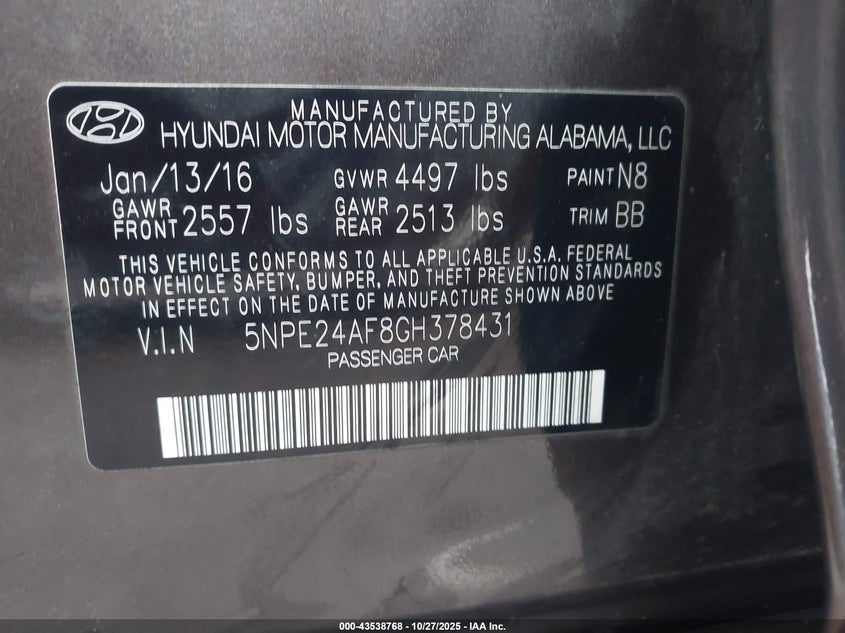 MANUFACTURED BY
HYUNDAI MOTOR MANUFACTURING ALABAMA, LLC
Jan/13/16 GVWR 4497 lbs PAINT N8
GAWR FRONT 2557 lbs GAWR REAR 2513 lbs TRIM BB
THIS VEHICLE CONFORMS TO ALL APPLICABLE U.S.A. FEDERAL
MOTOR VEHICLE SAFETY, BUMPER, AND THEFT PREVENTION STANDARDS
IN EFFECT ON THE DATE OF MANUFACTURE SHOWN ABOVE
V.I.N 5NPE24AF8GH378431
PASSENGER CAR
000-43538768 - 10/27/2025 - IAA Inc.